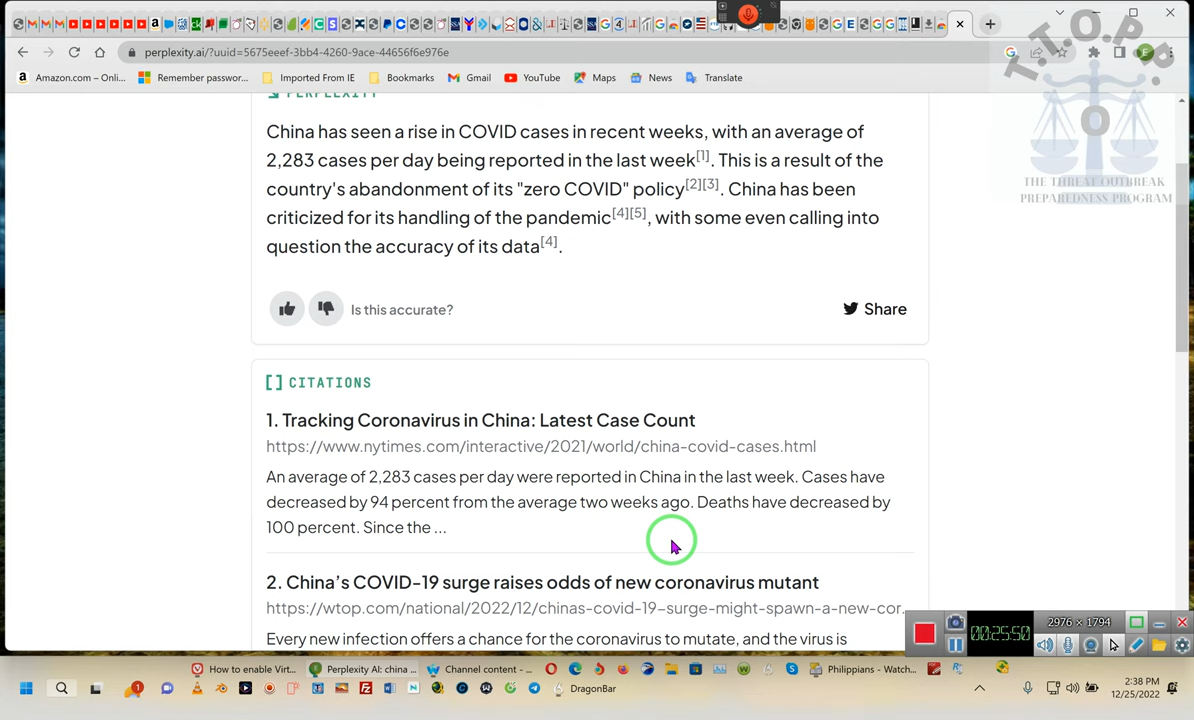 perplexity.ai/?uuid=5675eeef-3bb4-4260-9ace-44656f6e976e
Amazon.com – Onli...
Remember passwor...
Imported From IE
Bookmarks
Gmail
YouTube
Maps
News
Translate
T.T.O.P.P.
THE THREAT OUTBREAK
PREPAREDNESS PROGRAM
PERPLEXITY
China has seen a rise in COVID cases in recent weeks, with an average of
2,283 cases per day being reported in the last week[1]. This is a result of the
country's abandonment of its "zero COVID" policy[2][3]. China has been
criticized for its handling of the pandemic[4][5], with some even calling into
question the accuracy of its data[4].
Is this accurate?
Share
[] CITATIONS
1. Tracking Coronavirus in China: Latest Case Count
https://www.nytimes.com/interactive/2021/world/china-covid-cases.html
An average of 2,283 cases per day were reported in China in the last week. Cases have
decreased by 94 percent from the average two weeks ago. Deaths have decreased by
100 percent. Since the ...
2. China's COVID-19 surge raises odds of new coronavirus mutant
https://wtop.com/national/2022/12/chinas-covid-19-surge-might-spawn-a-new-cor...
Every new infection offers a chance for the coronavirus to mutate, and the virus is
00:25:50
2976 x 1794
How to enable Virt...
Perplexity AI: china ...
Channel content - ...
Philippians - Watch...
DragonBar
2:38 PM
12/25/2022